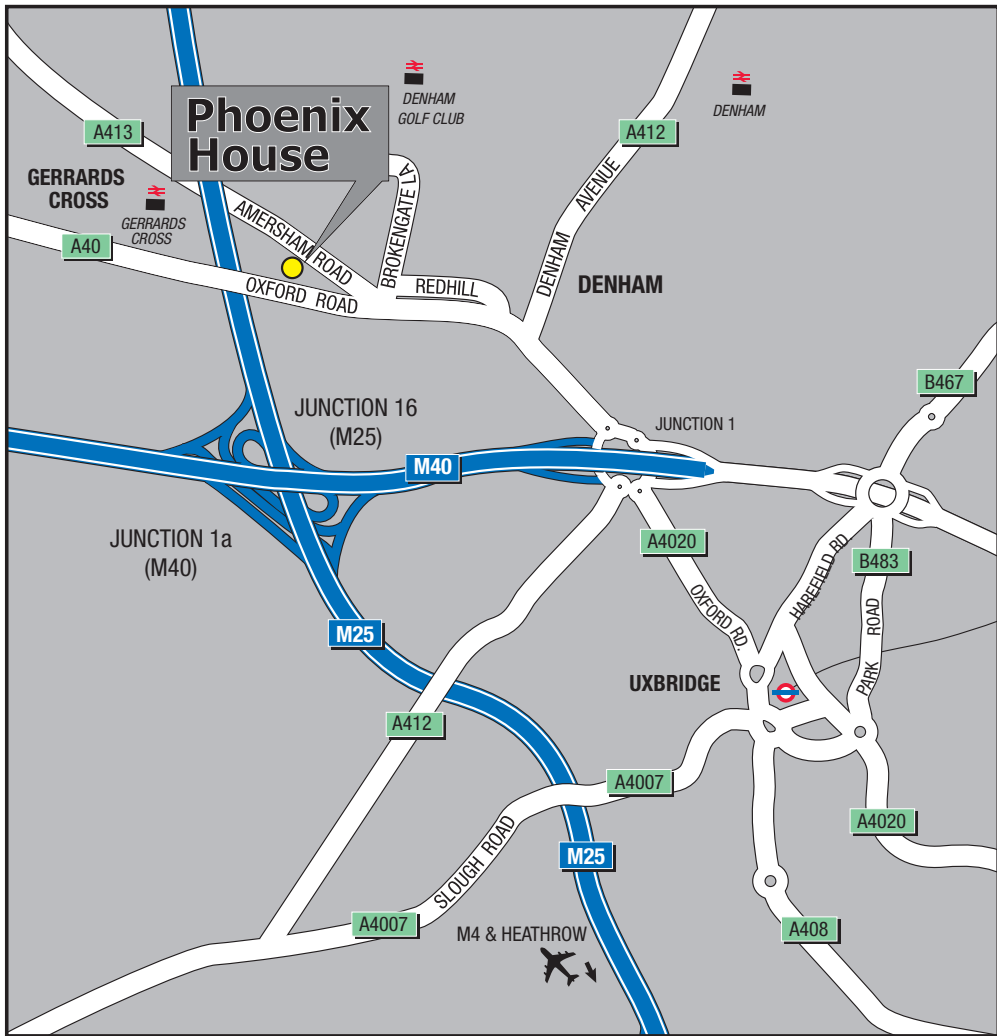 DENHAM
GOLF CLUB
DENHAM
Phoenix
House
A413
A412
GERRARDS
CROSS
GERRARDS
CROSS
A40
AMERSHAM ROAD
BROKENGATE LA
DENHAM AVENUE
OXFORD ROAD
REDHILL
DENHAM
B467
JUNCTION 16
(M25)
JUNCTION 1
M40
JUNCTION 1a
(M40)
A4020
HAREFIELD RD
B483
OXFORD RD.
PARK ROAD
M25
UXBRIDGE
A412
A4007
A4020
SLOUGH ROAD
M25
A4007
M4 & HEATHROW
A408